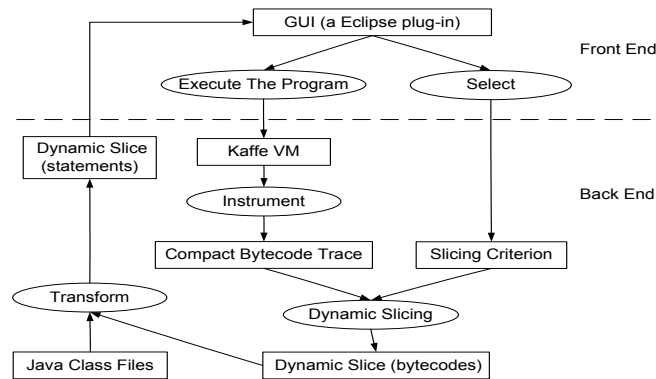 GUI (a Eclipse plug-in)
Front End
Execute The Program
Select
Dynamic Slice
(statements)
Kaffe VM
Back End
Instrument
Compact Bytecode Trace
Slicing Criterion
Transform
Dynamic Slicing
Java Class Files
Dynamic Slice (bytecodes)